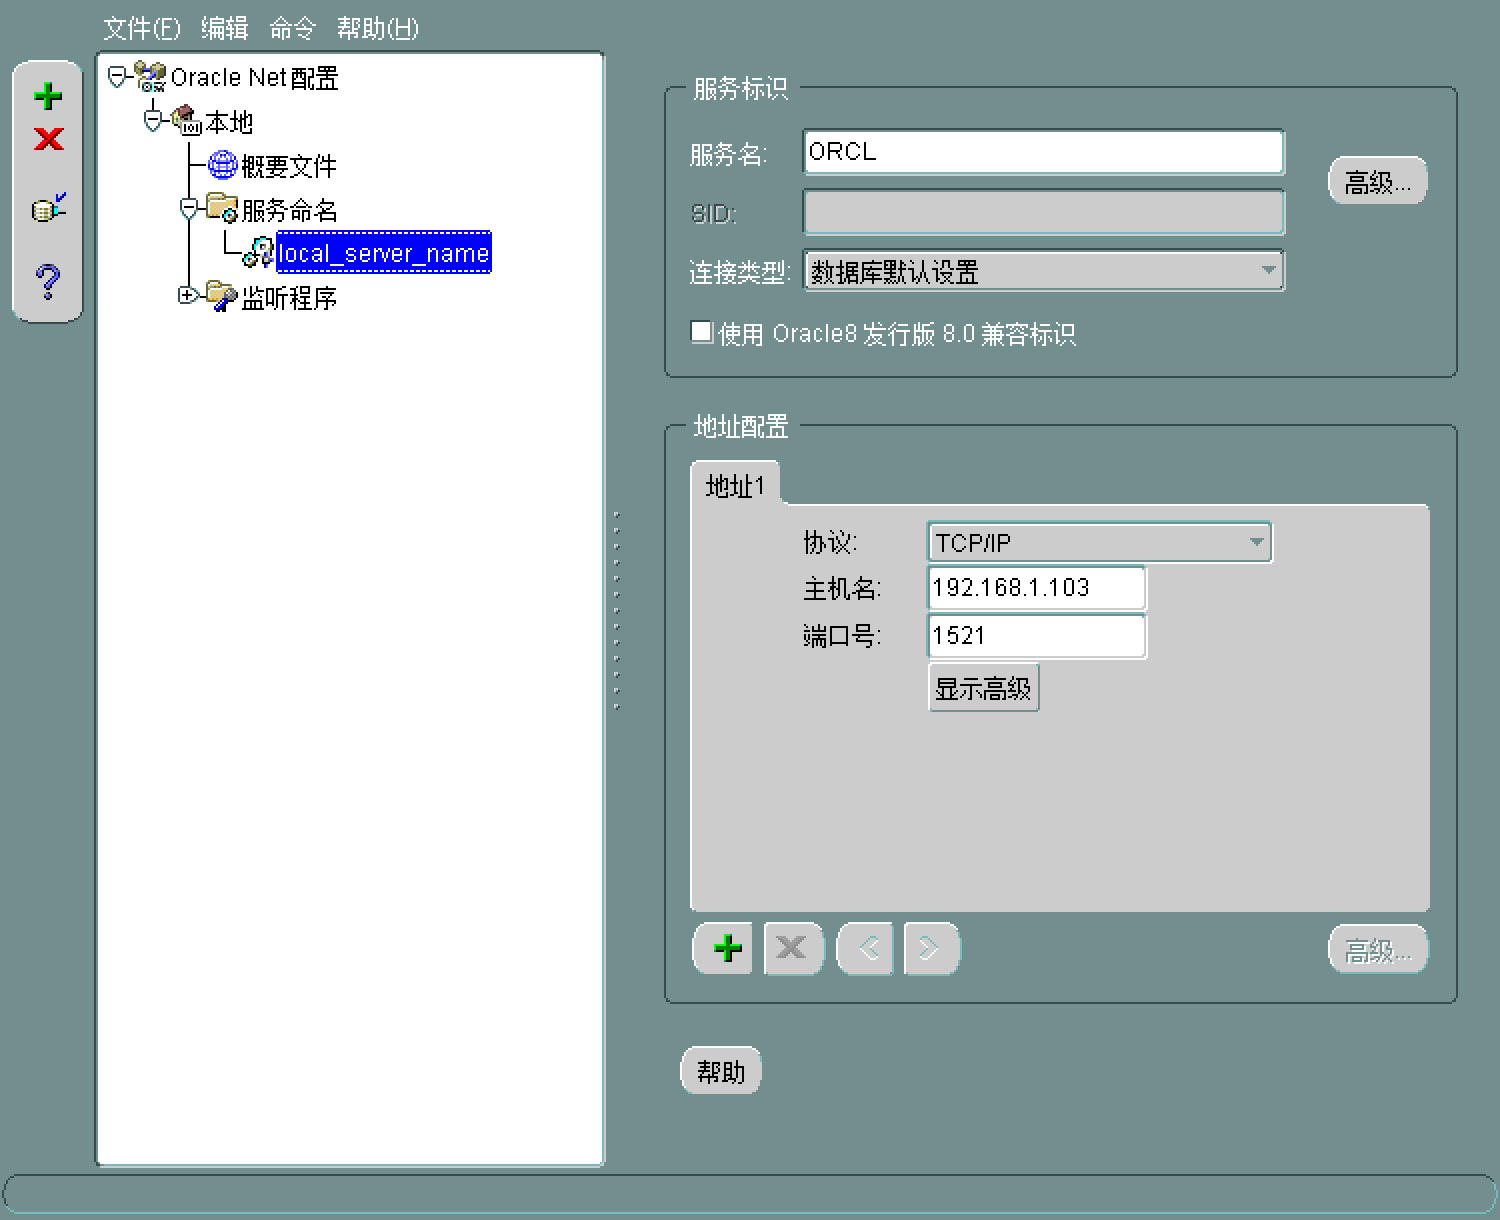 文件(F) 编辑 命令 帮助(H)
Oracle Net 配置
本地
概要文件
服务命名
local_server_name
监听程序
服务标识
服务名: ORCL
高级...
SID:
连接类型: 数据库默认设置
使用 Oracle8 发行版 8.0 兼容标识
地址配置
地址1
协议: TCP/IP
主机名: 192.168.1.103
端口号: 1521
显示高级
高级...
帮助